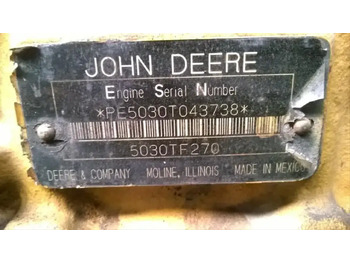 JOHN DEERE
Engine Serial Number
*PE5030T043738*
5030TF270
DEERE & COMPANY MOLINE, ILLINOIS MADE IN MEXICO